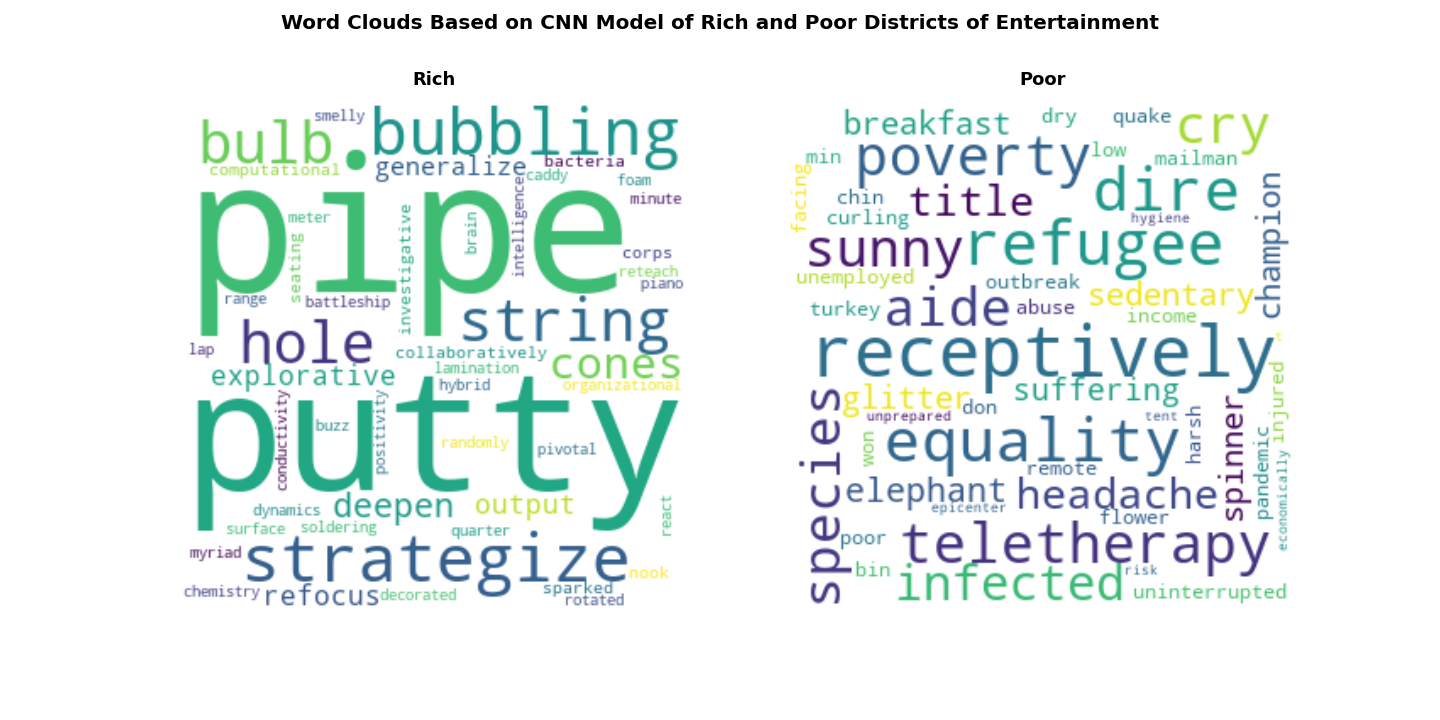 Word Clouds Based on CNN Model of Rich and Poor Districts of Entertainment
Rich
smelly
bulb
bubbling
computational
generalize
bacteria
caddy
foam
minute
pipe
meter
seating
investigative
brain
intelligence
corps
reteach
piano
range
battleship
string
hole
lap
collaboratively
cones
explorative
lamination
hybrid
organizational
putty
conductivity
buzz
positivity
randomly
pivotal
deepen
output
dynamics
surface
soldering
quarter
react
myriad
strategize
nook
chemistry
refocus
decorated
sparked
rotated
Poor
breakfast
dry
quake
cry
min
poverty
low
mailman
facing
chin
title
dire
curling
hygiene
champion
sunny
refugee
unemployed
outbreak
sedentary
turkey
aide
abuse
income
receptively
suffering
glitter
don
species
unprepared
tent
injured
won
equality
harsh
spinner
pandemic
economically
remote
elephant
headache
epicenter
flower
poor
teletherapy
bin
infected
risk
uninterrupted